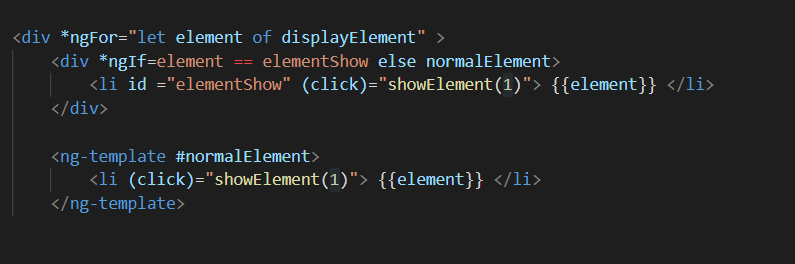 <div *ngFor="let element of displayElement" >
<div *ngIf=element == elementShow else normalElement>
<li id ="elementShow" (click)="showElement(1)"> {{element}} </li>
</div>
<ng-template #normalElement>
<li (click)="showElement(1)"> {{element}} </li>
</ng-template>